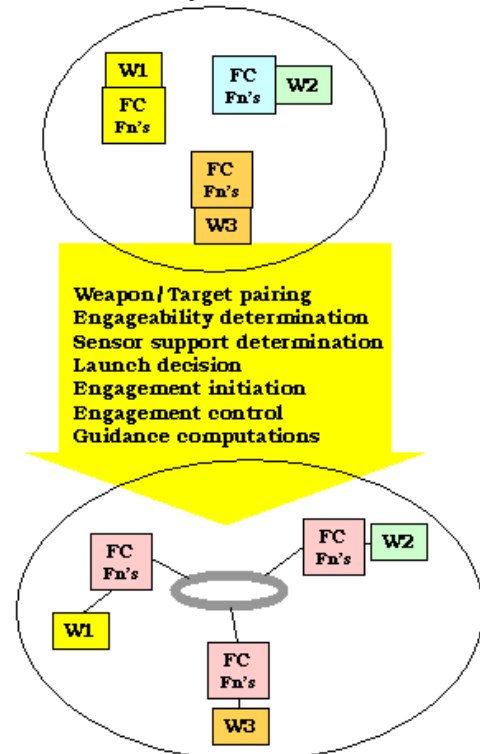 W1
FC
Fn's
FC
Fn's
W2
FC
Fn's
W3
Weapon/Target pairing
Engageability determination
Sensor support determination
Launch decision
Engagement initiation
Engagement control
Guidance computations
FC
Fn's
W1
FC
Fn's
W2
FC
Fn's
W3